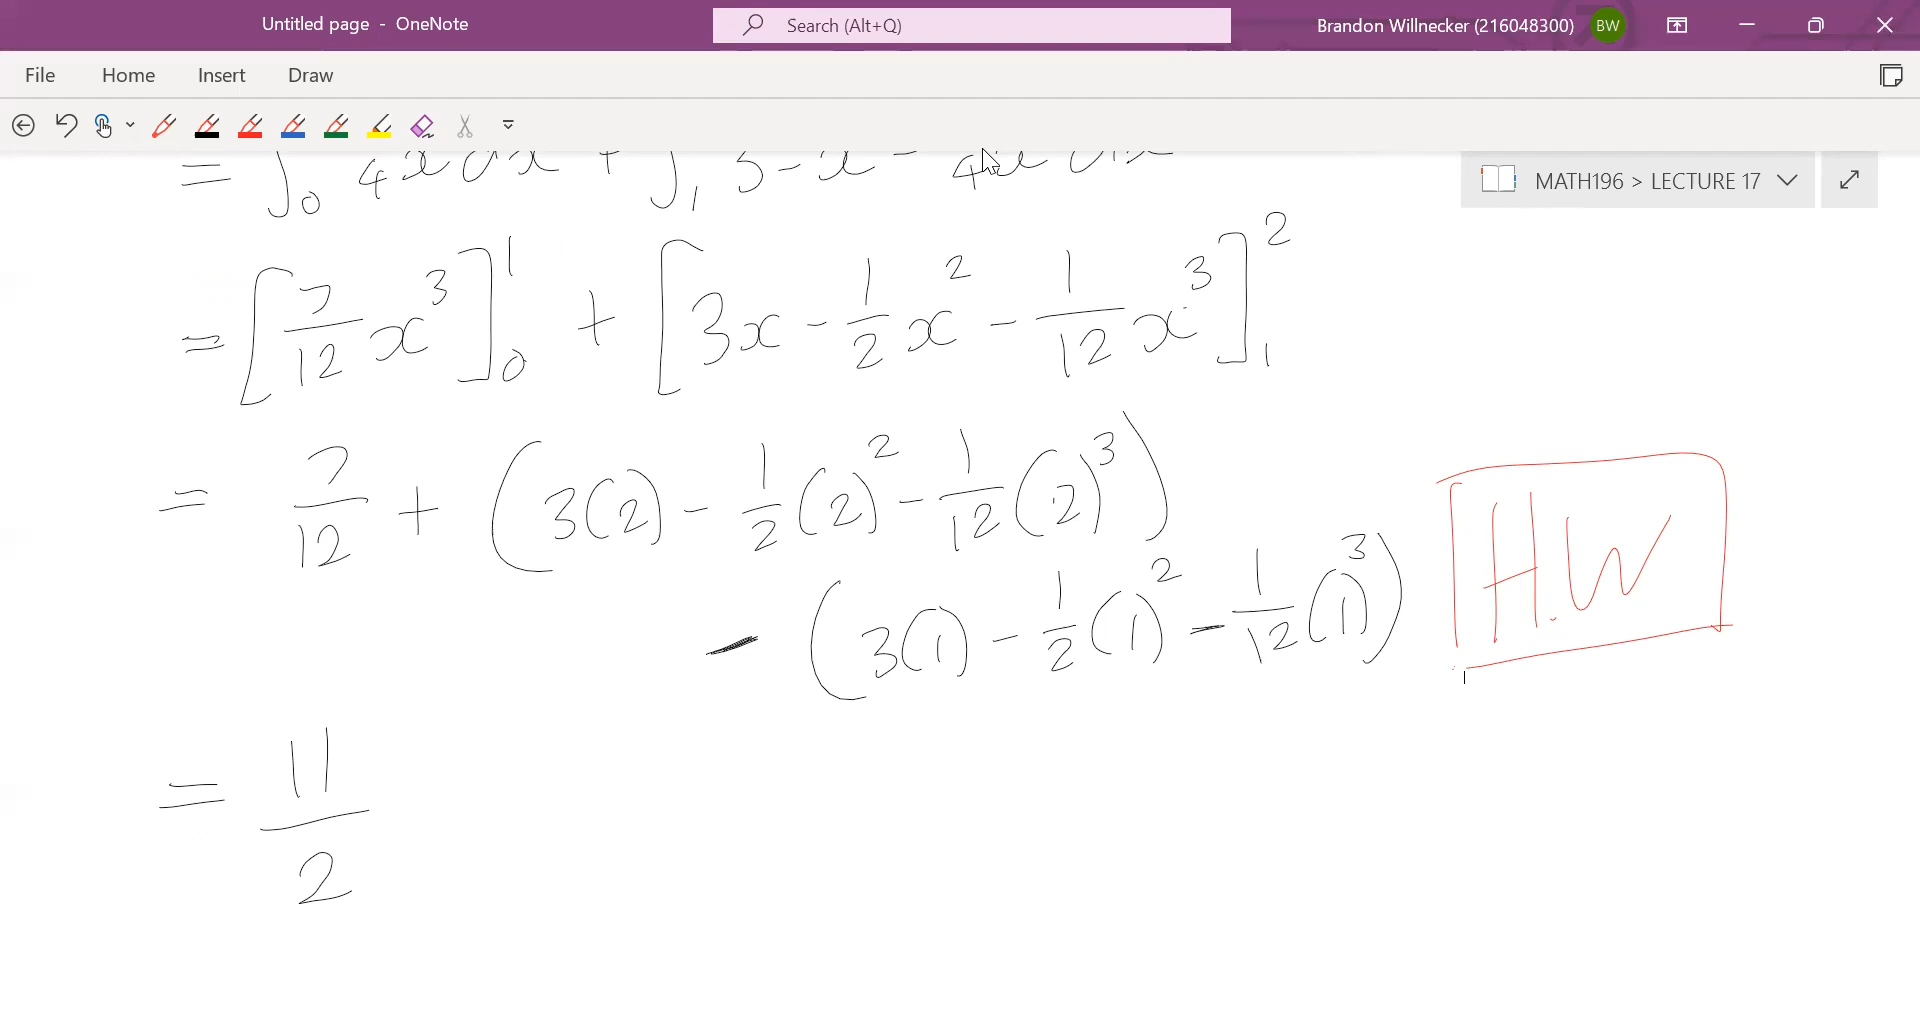 Untitled page - OneNote
Search (Alt+Q)
Brandon Willnecker (216048300) BW
File Home Insert Draw
MATH196 > LECTURE 17
= [7/12 x^3]_0^1 + [3x - 1/2 x^2 - 1/12 x^3]_1^2
= 7/12 + (3(2) - 1/2 (2)^2 - 1/12 (2)^3)
- (3(1) - 1/2 (1)^2 - 1/12 (1)^3)
H.W
= 11/2